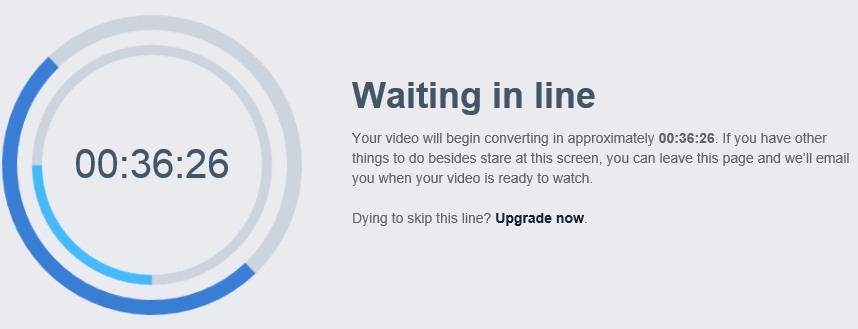 00:36:26
Waiting in line
Your video will begin converting in approximately 00:36:26. If you have other
things to do besides stare at this screen, you can leave this page and we'll email
you when your video is ready to watch.
Dying to skip this line? Upgrade now.